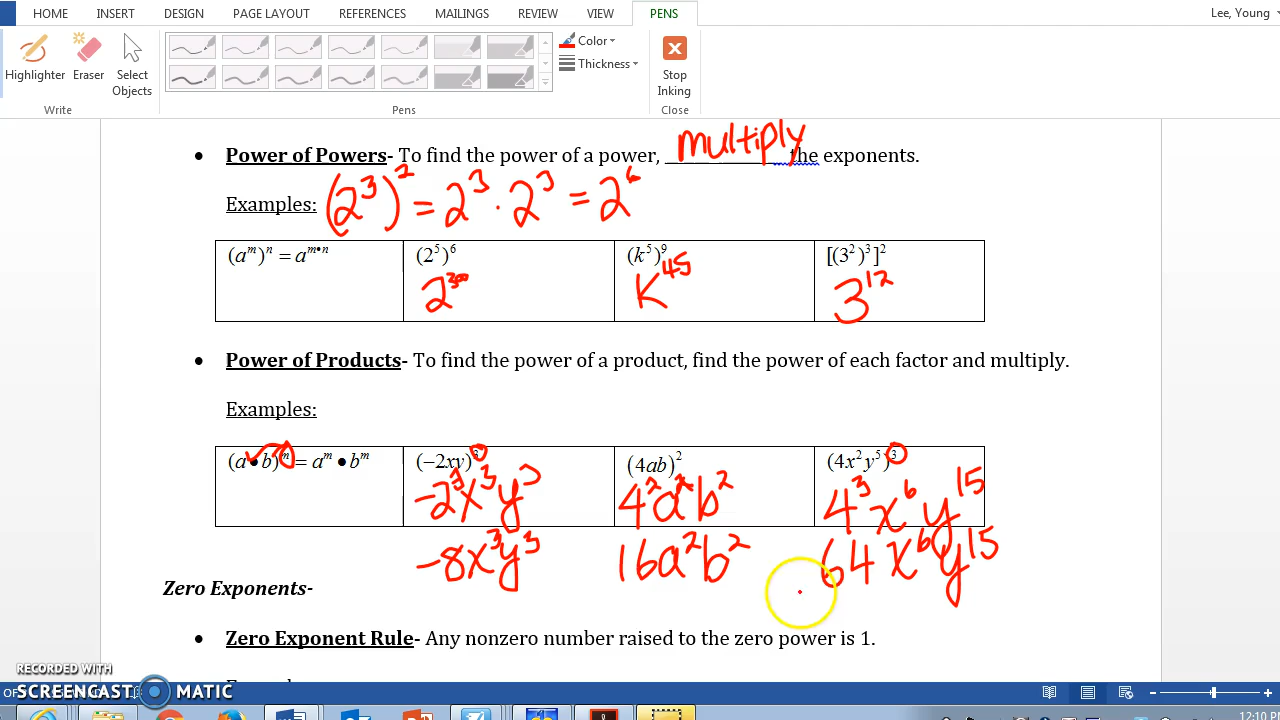 HOME INSERT DESIGN PAGE LAYOUT REFERENCES MAILINGS REVIEW VIEW PENS Lee, Young
Highlighter Eraser Select Objects Color Thickness Stop Inking
Write Pens Close
• Power of Powers- To find the power of a power, multiply the exponents.
Examples: (2³)² = 2³ · 2³ = 2⁶
(aᵐ)ⁿ = aᵐ•ⁿ (2⁵)⁶ (k⁵)⁹ [(3²)³]²
2³⁰ K⁴⁵ 3¹²
• Power of Products- To find the power of a product, find the power of each factor and multiply.
Examples:
(a • b)ᵐ = aᵐ • bᵐ (−2xy)³ (4ab)² (4x²y⁵)³
-2³x³y³ 4²a²b² 4³x⁶y¹⁵
-8x³y³ 16a²b² 64x⁶y¹⁵
Zero Exponents-
• Zero Exponent Rule- Any nonzero number raised to the zero power is 1.
RECORDED WITH
SCREENCAST MATIC
12:10 PM